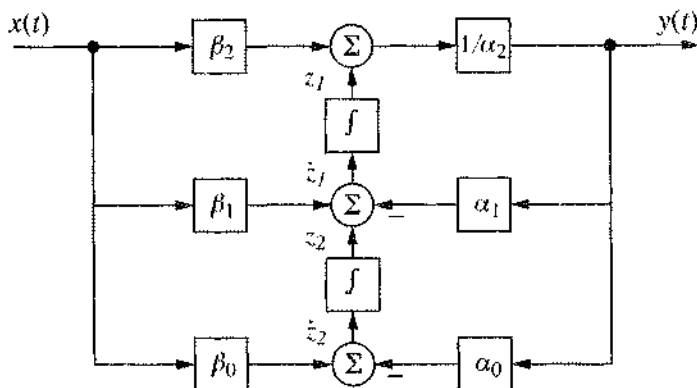 x(t) β₂ Σ 1/α₂ y(t)
z₁
∫
ż₁
β₁ Σ − α₁
z₂
∫
ż₂
β₀ Σ − α₀